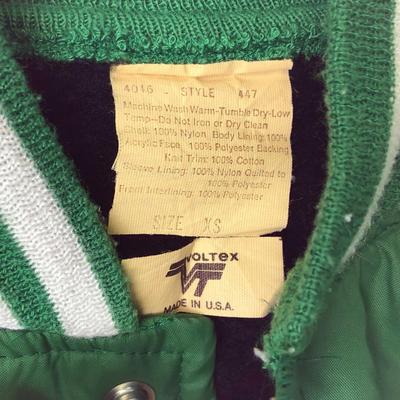 4046 - STYLE 447
Machine Wash Warm-Tumble Dry-Low
Temp-Do Not Iron or Dry Clean
Shell: 100% Nylon, Body Lining: 100%
Acrylic Face, 100% Polyester Backing
Knit Trim: 100% Cotton
Sleeve Lining: 100% Nylon Quilted to
100% Polyester
Front Interlining: 100% Polyester
SIZE XS
VT
MADE IN U.S.A.